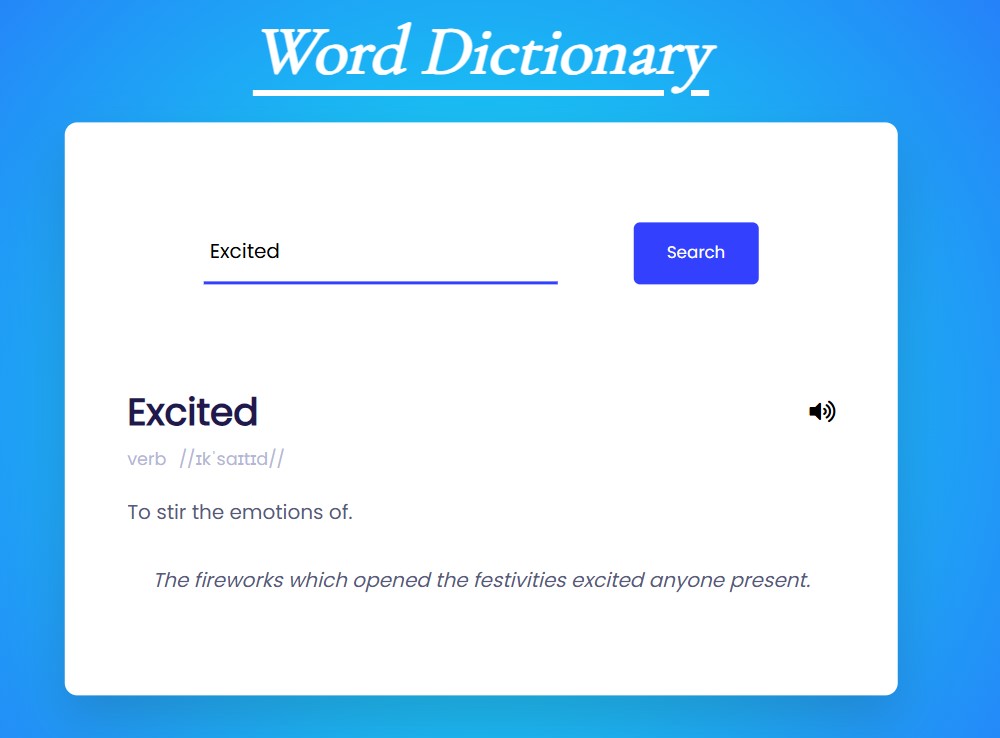 Word Dictionary
Excited
Search
Excited
verb //ɪkˈsaɪtɪd//
To stir the emotions of.
The fireworks which opened the festivities excited anyone present.